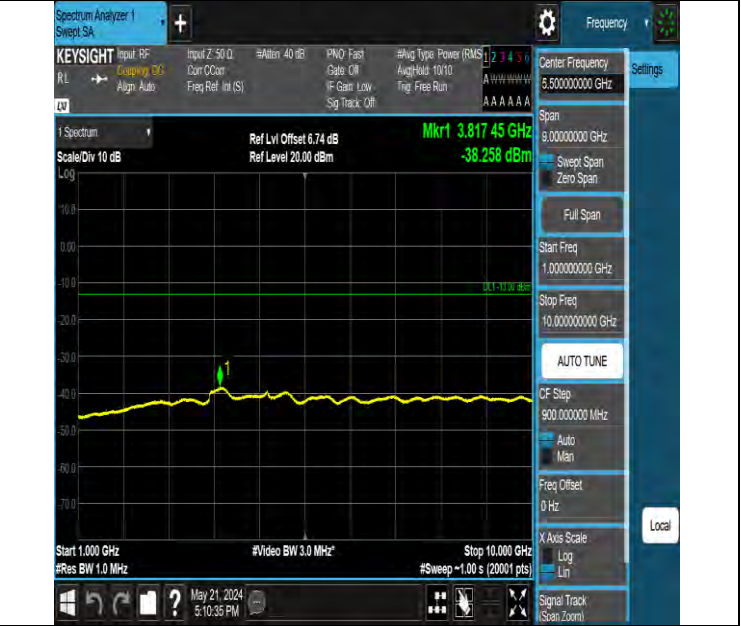 Spectrum Analyzer 1
Swept SA
+
Frequency
KEYSIGHT
RL
LXI
Input: RF
Coupling: DC
Align: Auto
Input Z: 50 Ω
Corr CCorr
Freq Ref: Int (S)
#Atten: 40 dB
PNO: Fast
Gate: Off
IF Gain: Low
Sig Track: Off
#Avg Type: Power (RMS
Avg|Hold: 10/10
Trig: Free Run
1 2 3 4 5 6
A W W W W W
A A A A A A
Center Frequency
5.500000000 GHz
Settings
Span
9.00000000 GHz
Swept Span
Zero Span
Full Span
Start Freq
1.000000000 GHz
Stop Freq
10.000000000 GHz
AUTO TUNE
CF Step
900.000000 MHz
Auto
Man
Freq Offset
0 Hz
X Axis Scale
Log
Lin
Signal Track
(Span Zoom)
Local
1 Spectrum
Scale/Div 10 dB
Log
Ref Lvl Offset 6.74 dB
Ref Level 20.00 dBm
Mkr1 3.817 45 GHz
-38.258 dBm
10.0
0.00
-10.0
DL1 -13.00 dBm
-20.0
-30.0
1
-40.0
-50.0
-60.0
-70.0
Start 1.000 GHz
#Video BW 3.0 MHz*
Stop 10.000 GHz
#Res BW 1.0 MHz
#Sweep ~1.00 s (20001 pts)
?
May 21, 2024
5:10:35 PM